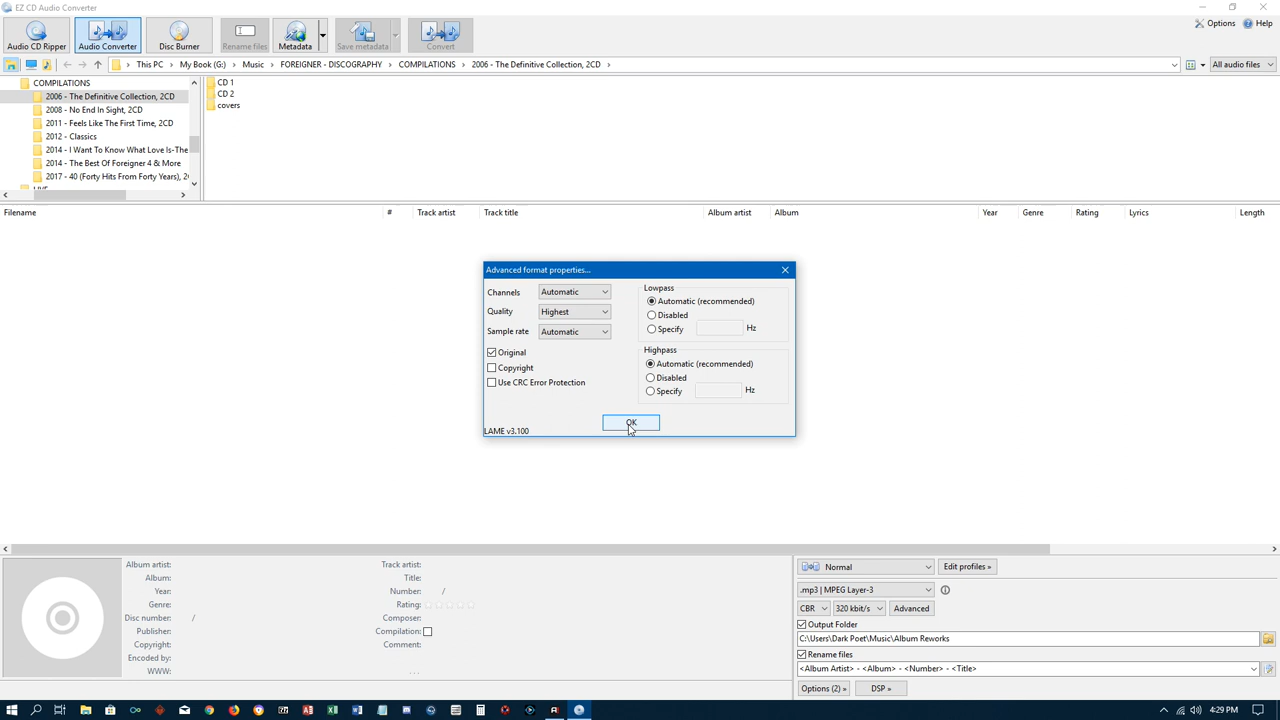 EZ CD Audio Converter
Options Help
Audio CD Ripper Audio Converter Disc Burner Rename files Metadata Save metadata Convert
This PC > My Book (G:) > Music > FOREIGNER - DISCOGRAPHY > COMPILATIONS > 2006 - The Definitive Collection, 2CD > All audio files
COMPILATIONS
2006 - The Definitive Collection, 2CD
2008 - No End In Sight, 2CD
2011 - Feels Like The First Time, 2CD
2012 - Classics
2014 - I Want To Know What Love Is-The
2014 - The Best Of Foreigner 4 & More
2017 - 40 (Forty Hits From Forty Years), 2
LIVE
CD 1
CD 2
covers
Filename # Track artist Track title Album artist Album Year Genre Rating Lyrics Length
Advanced format properties...
Channels Automatic
Quality Highest
Sample rate Automatic
Original
Copyright
Use CRC Error Protection
Lowpass
Automatic (recommended)
Disabled
Specify Hz
Highpass
Automatic (recommended)
Disabled
Specify Hz
OK
LAME v3.100
Album artist:
Album:
Year:
Genre:
Disc number: /
Publisher:
Copyright:
Encoded by:
WWW:
Track artist:
Title:
Number: /
Rating:
Composer:
Compilation:
Comment:
...
Normal Edit profiles »
.mp3 | MPEG Layer-3
CBR 320 kbit/s Advanced
Output Folder
C:\Users\Dark Poet\Music\Album Reworks
Rename files
<Album Artist> - <Album> - <Number> - <Title>
Options (2) » DSP »
4:29 PM